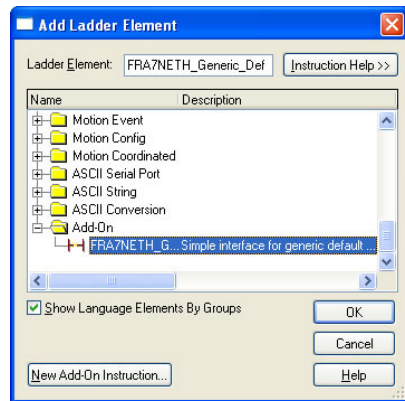 Add Ladder Element
Ladder Element: FRA7NETH_Generic_Def Instruction Help >>
Name Description
Motion Event
Motion Config
Motion Coordinated
ASCII Serial Port
ASCII String
ASCII Conversion
Add-On
FRA7NETH_G... Simple interface for generic default ...
Show Language Elements By Groups
OK
Cancel
New Add-On Instruction... Help